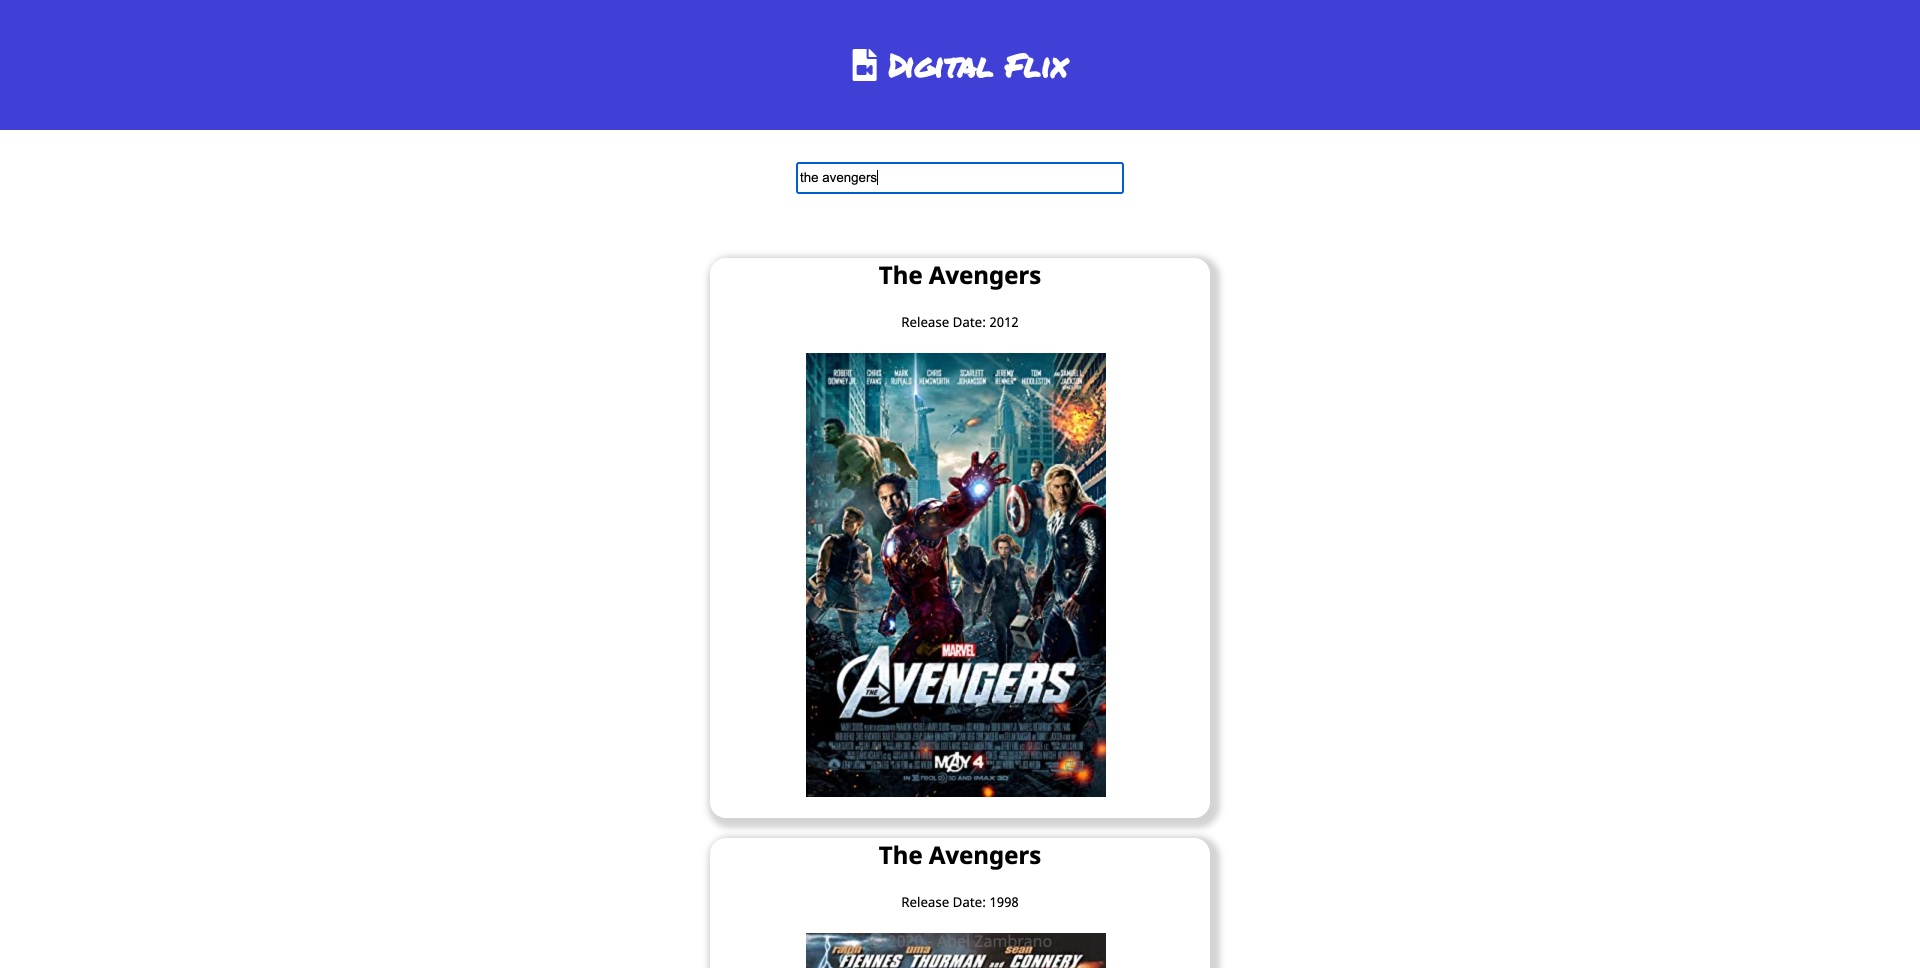 Digital Flix
the avengers
The Avengers
Release Date: 2012
ROBERT DOWNEY JR. CHRIS EVANS MARK RUFFALO CHRIS HEMSWORTH SCARLETT JOHANSSON JEREMY RENNER TOM HIDDLESTON AND SAMUEL L. JACKSON
MARVEL
THE AVENGERS
MAY 4
The Avengers
Release Date: 1998
© 2020 - Abel Zambrano
ralph uma sean
FIENNES THURMAN and CONNERY